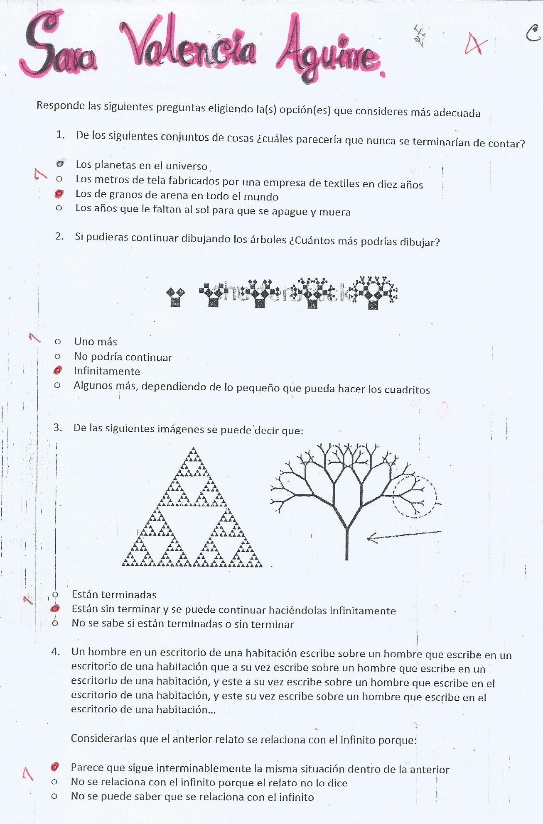 Sara Valencia Aguirre.
A C
Responde las siguientes preguntas eligiendo la(s) opción(es) que consideres más adecuada
1. De los siguientes conjuntos de cosas ¿cuáles parecería que nunca se terminarían de contar?
Los planetas en el universo
Los metros de tela fabricados por una empresa de textiles en diez años
Los de granos de arena en todo el mundo
Los años que le faltan al sol para que se apague y muera
2. Si pudieras continuar dibujando los árboles ¿Cuántos más podrías dibujar?
Uno más
No podría continuar
Infinitamente
Algunos más, dependiendo de lo pequeño que pueda hacer los cuadritos
3. De las siguientes imágenes se puede decir que:
Están terminadas
Están sin terminar y se puede continuar haciéndolas infinitamente
No se sabe si están terminadas o sin terminar
4. Un hombre en un escritorio de una habitación escribe sobre un hombre que escribe en un
escritorio de una habitación que a su vez escribe sobre un hombre que escribe en un
escritorio de una habitación, y este a su vez escribe sobre un hombre que escribe en el
escritorio de una habitación, y este su vez escribe sobre un hombre que escribe en el
escritorio de una habitación...
Considerarías que el anterior relato se relaciona con el infinito porque:
Parece que sigue interminablemente la misma situación dentro de la anterior
No se relaciona con el infinito porque el relato no lo dice
No se puede saber que se relaciona con el infinito